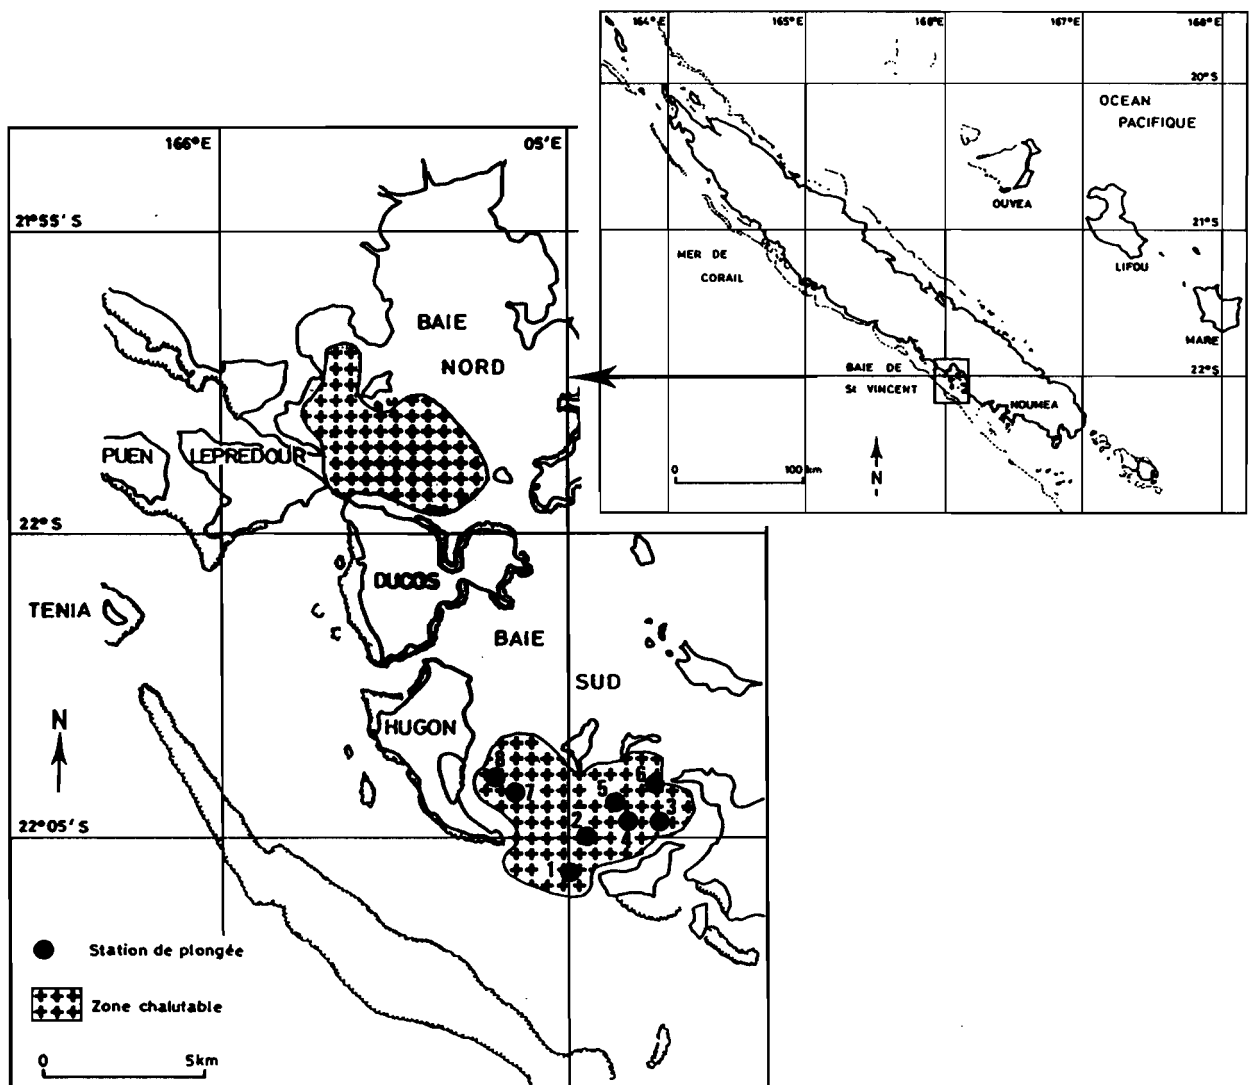 164°E
165°E
166°E
167°E
168°E
20°S
OCEAN
PACIFIQUE
OUVEA
21°S
LIFOU
MER DE
CORAIL
MARE
BAIE DE
St VINCENT
22°S
NOUMEA
0
100 km
N
166°E
05'E
21°55' S
BAIE
NORD
PUEN
LEPREDOUR
22°S
DUCOS
TENIA
BAIE
SUD
N
HUGON
8
7
6
5
3
2
4
22°05' S
1
Station de plongée
Zone chalutable
0
5km